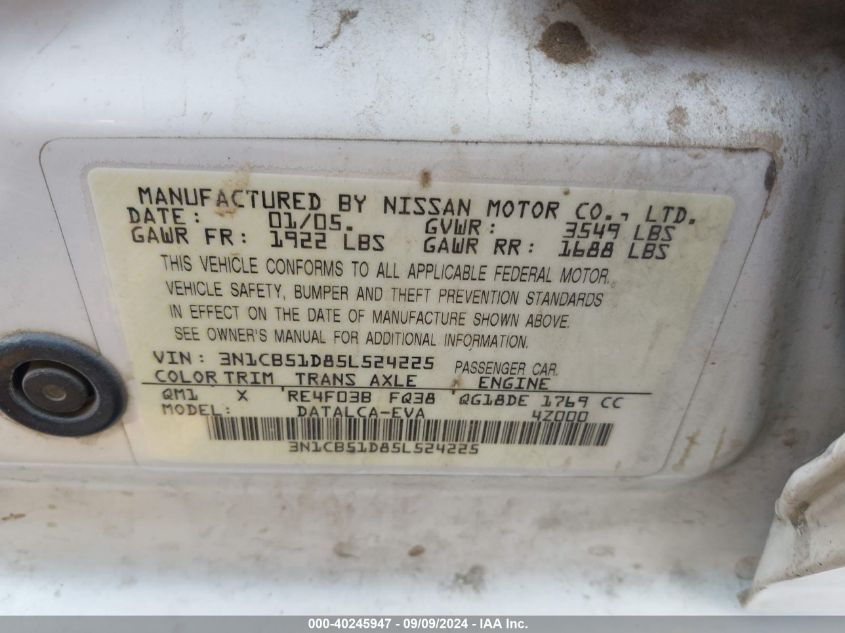 MANUFACTURED BY NISSAN MOTOR CO., LTD.
DATE: 01/05. GVWR: 3549 LBS
GAWR FR: 1922 LBS GAWR RR: 1688 LBS
THIS VEHICLE CONFORMS TO ALL APPLICABLE FEDERAL MOTOR
VEHICLE SAFETY, BUMPER AND THEFT PREVENTION STANDARDS
IN EFFECT ON THE DATE OF MANUFACTURE SHOWN ABOVE.
SEE OWNER'S MANUAL FOR ADDITIONAL INFORMATION.
VIN: 3N1CB51D85L524225 PASSENGER CAR
COLOR TRIM TRANS AXLE ENGINE
QM1 X RE4F03B FQ38 QG18DE 1769 CC
MODEL: DATALCA-EVA 4Z000
3N1CB51D85L524225
000-40245947 - 09/09/2024 - IAA Inc.